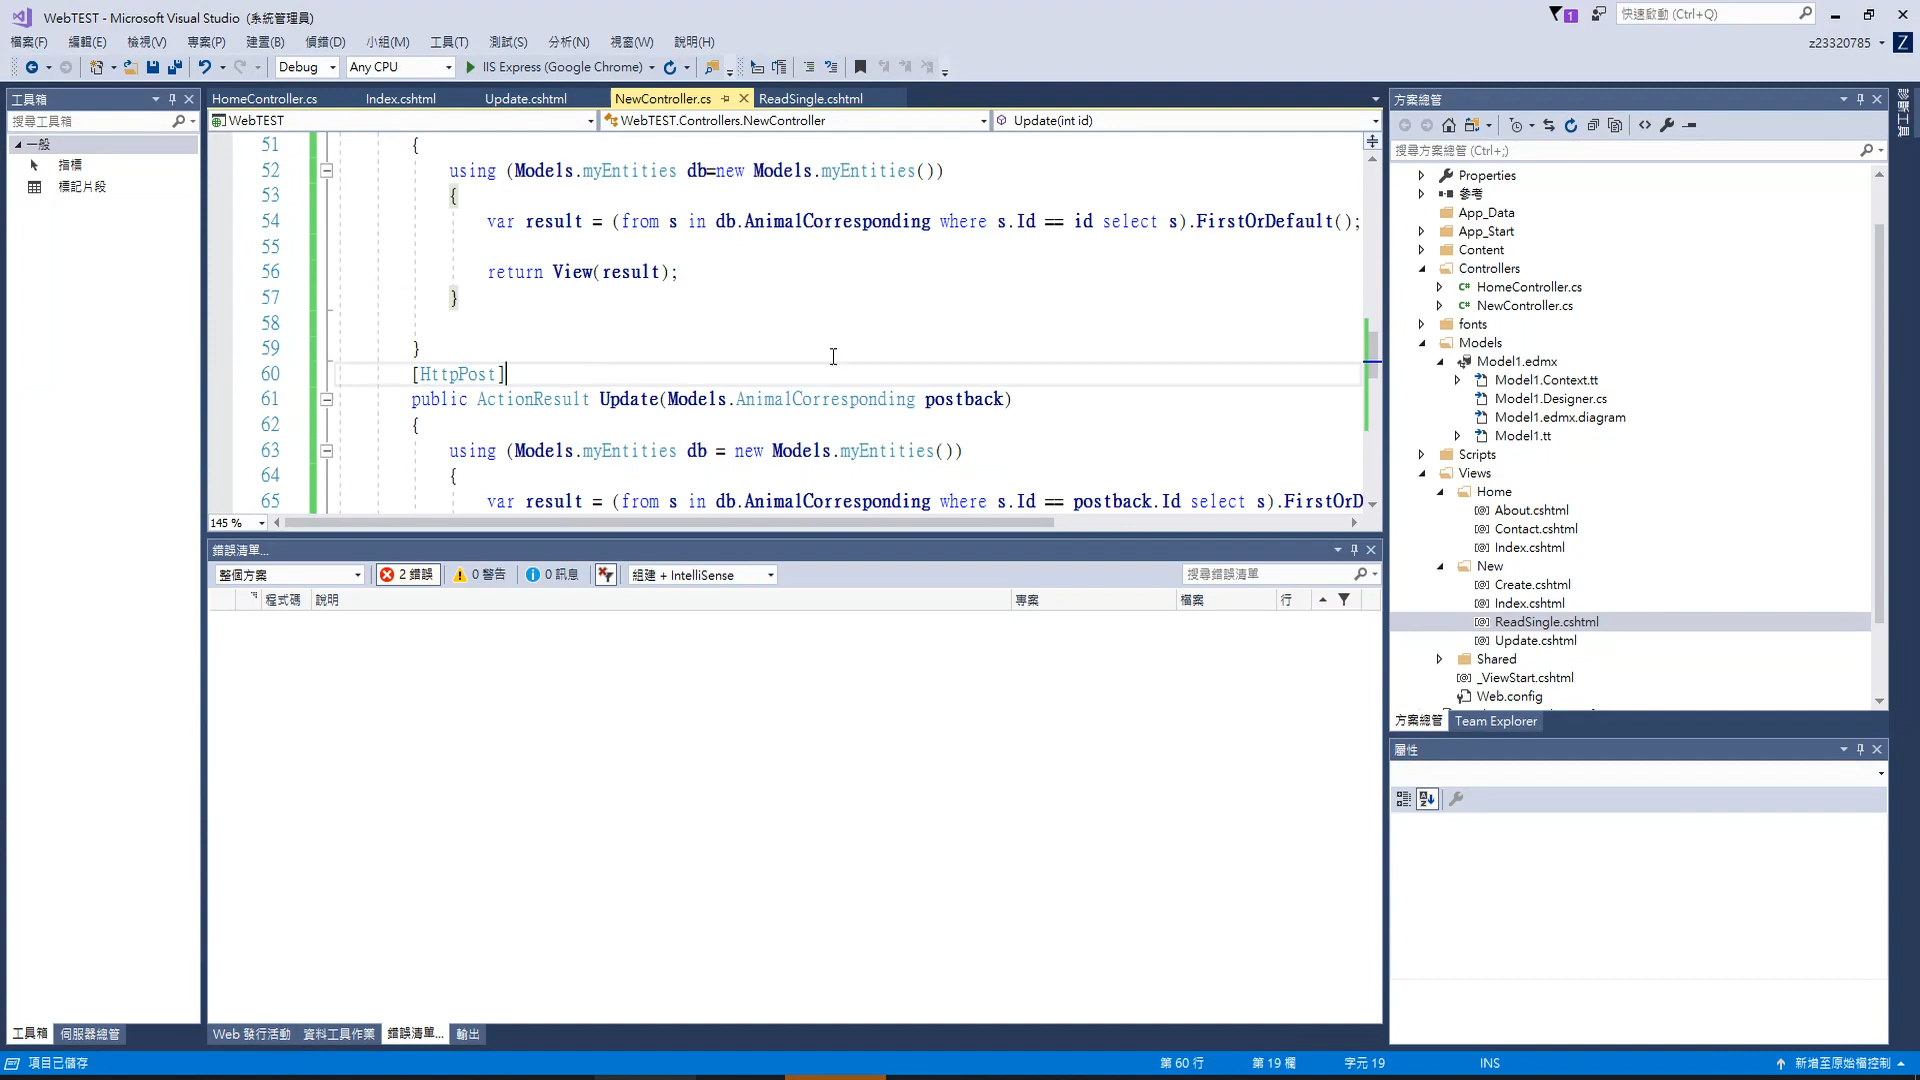 WebTEST - Microsoft Visual Studio (系統管理員)
1
快速啟動 (Ctrl+Q)
檔案(F) 編輯(E) 檢視(V) 專案(P) 建置(B) 偵錯(D) 小組(M) 工具(T) 測試(S) 分析(N) 視窗(W) 說明(H)
z23320785 Z
Debug Any CPU IIS Express (Google Chrome)
工具箱
搜尋工具箱
一般
指標
標記片段
HomeController.cs Index.cshtml Update.cshtml NewController.cs ReadSingle.cshtml
WebTEST WebTEST.Controllers.NewController Update(int id)
51 {
52 using (Models.myEntities db=new Models.myEntities())
53 {
54 var result = (from s in db.AnimalCorresponding where s.Id == id select s).FirstOrDefault();
55
56 return View(result);
57 }
58
59 }
60 [HttpPost]
61 public ActionResult Update(Models.AnimalCorresponding postback)
62 {
63 using (Models.myEntities db = new Models.myEntities())
64 {
65 var result = (from s in db.AnimalCorresponding where s.Id == postback.Id select s).FirstOrD
145 %
錯誤清單...
整個方案 2 錯誤 0 警告 0 訊息 組建 + IntelliSense 搜尋錯誤清單
程式碼 說明 專案 檔案 行
方案總管
搜尋方案總管 (Ctrl+;)
Properties
參考
App_Data
App_Start
Content
Controllers
C# HomeController.cs
C# NewController.cs
fonts
Models
Model1.edmx
Model1.Context.tt
Model1.Designer.cs
Model1.edmx.diagram
Model1.tt
Scripts
Views
Home
[@] About.cshtml
[@] Contact.cshtml
[@] Index.cshtml
New
[@] Create.cshtml
[@] Index.cshtml
[@] ReadSingle.cshtml
[@] Update.cshtml
Shared
[@] _ViewStart.cshtml
Web.config
方案總管 Team Explorer
屬性
診斷工具
工具箱 伺服器總管
Web 發行活動 資料工具作業 錯誤清單... 輸出
項目已儲存 第 60 行 第 19 欄 字元 19 INS 新增至原始檔控制